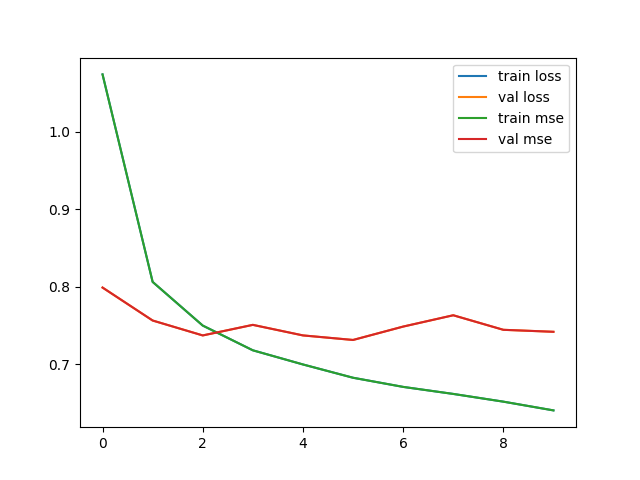 train loss
val loss
train mse
val mse
1.0
0.9
0.8
0.7
0 2 4 6 8